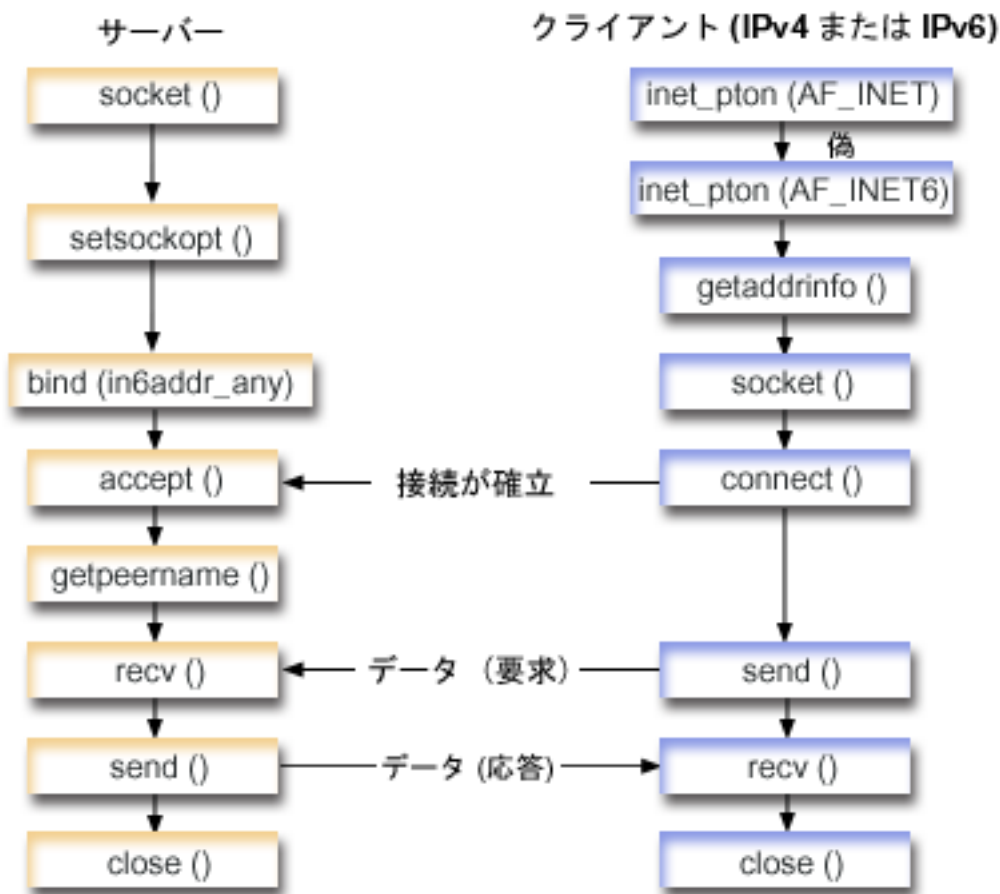 サーバー
クライアント (IPv4 または IPv6)
socket ()
inet_pton (AF_INET)
偽
inet_pton (AF_INET6)
setsockopt ()
getaddrinfo ()
bind (in6addr_any)
socket ()
accept ()
接続が確立
connect ()
getpeername ()
recv ()
データ （要求）
send ()
send ()
データ (応答)
recv ()
close ()
close ()